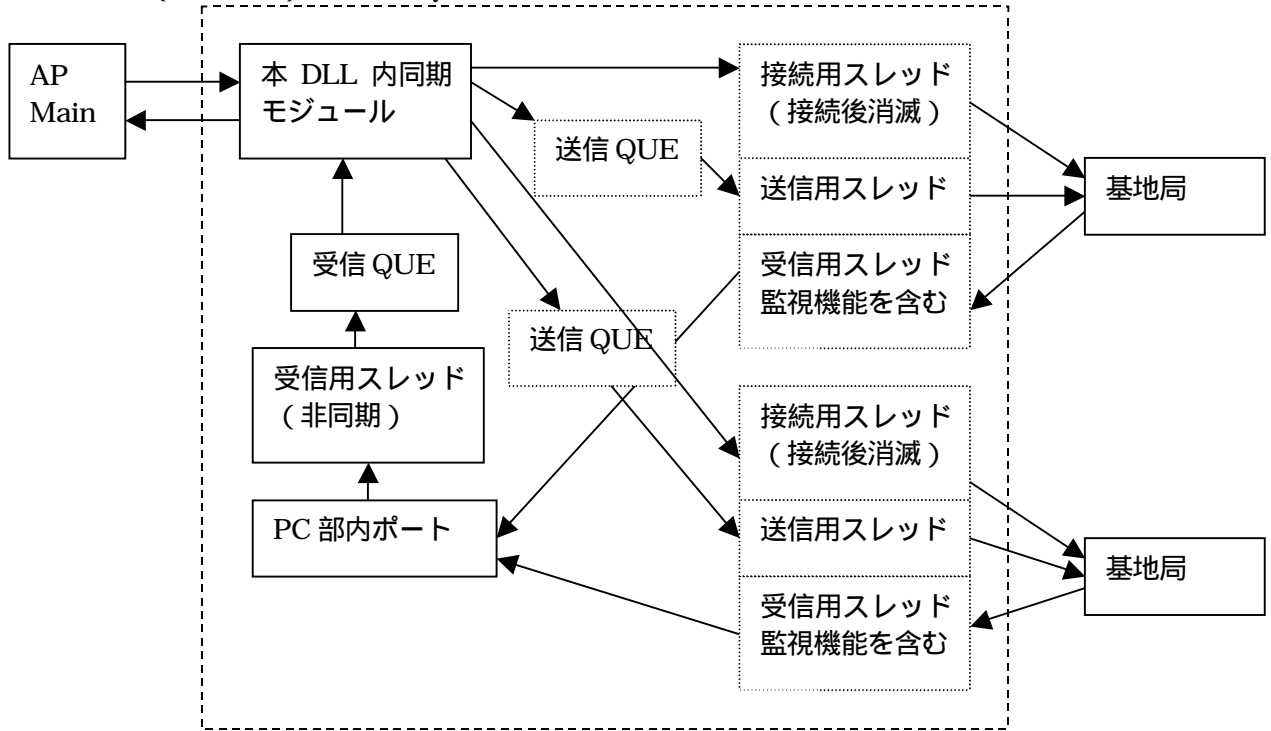 AP
Main
本 DLL 内同期
モジュール
接続用スレッド
（接続後消滅）
送信 QUE
送信用スレッド
基地局
受信 QUE
受信用スレッド
監視機能を含む
送信 QUE
受信用スレッド
（非同期）
接続用スレッド
（接続後消滅）
PC 部内ポート
送信用スレッド
基地局
受信用スレッド
監視機能を含む